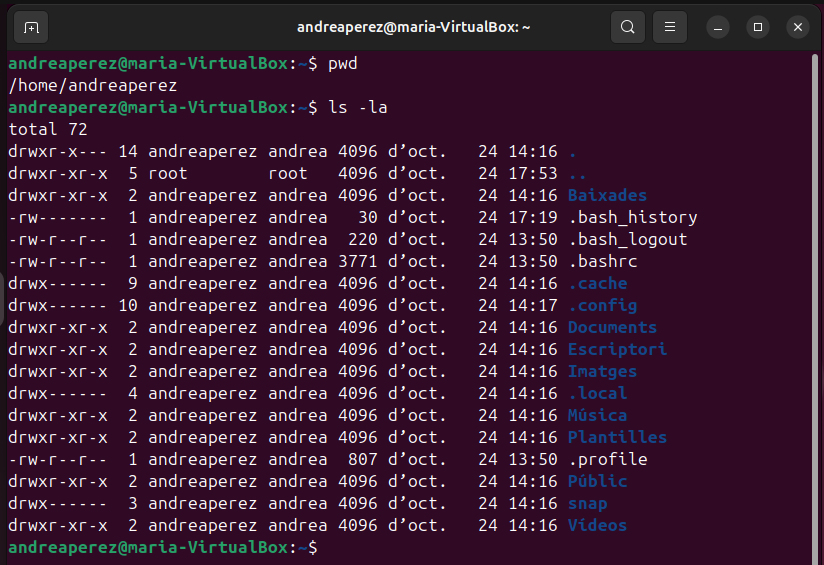 andreaperez@maria-VirtualBox: ~
andreaperez@maria-VirtualBox:~$ pwd
/home/andreaperez
andreaperez@maria-VirtualBox:~$ ls -la
total 72
drwxr-x--- 14 andreaperez andrea 4096 d’oct.   24 14:16 .
drwxr-xr-x  5 root        root   4096 d’oct.   24 17:53 ..
drwxr-xr-x  2 andreaperez andrea 4096 d’oct.   24 14:16 Baixades
-rw-------  1 andreaperez andrea   30 d’oct.   24 17:19 .bash_history
-rw-r--r--  1 andreaperez andrea  220 d’oct.   24 13:50 .bash_logout
-rw-r--r--  1 andreaperez andrea 3771 d’oct.   24 13:50 .bashrc
drwx------  9 andreaperez andrea 4096 d’oct.   24 14:16 .cache
drwx------ 10 andreaperez andrea 4096 d’oct.   24 14:17 .config
drwxr-xr-x  2 andreaperez andrea 4096 d’oct.   24 14:16 Documents
drwxr-xr-x  2 andreaperez andrea 4096 d’oct.   24 14:16 Escriptori
drwxr-xr-x  2 andreaperez andrea 4096 d’oct.   24 14:16 Imatges
drwx------  4 andreaperez andrea 4096 d’oct.   24 14:16 .local
drwxr-xr-x  2 andreaperez andrea 4096 d’oct.   24 14:16 Música
drwxr-xr-x  2 andreaperez andrea 4096 d’oct.   24 14:16 Plantilles
-rw-r--r--  1 andreaperez andrea  807 d’oct.   24 13:50 .profile
drwxr-xr-x  2 andreaperez andrea 4096 d’oct.   24 14:16 Públic
drwx------  3 andreaperez andrea 4096 d’oct.   24 14:16 snap
drwxr-xr-x  2 andreaperez andrea 4096 d’oct.   24 14:16 Vídeos
andreaperez@maria-VirtualBox:~$